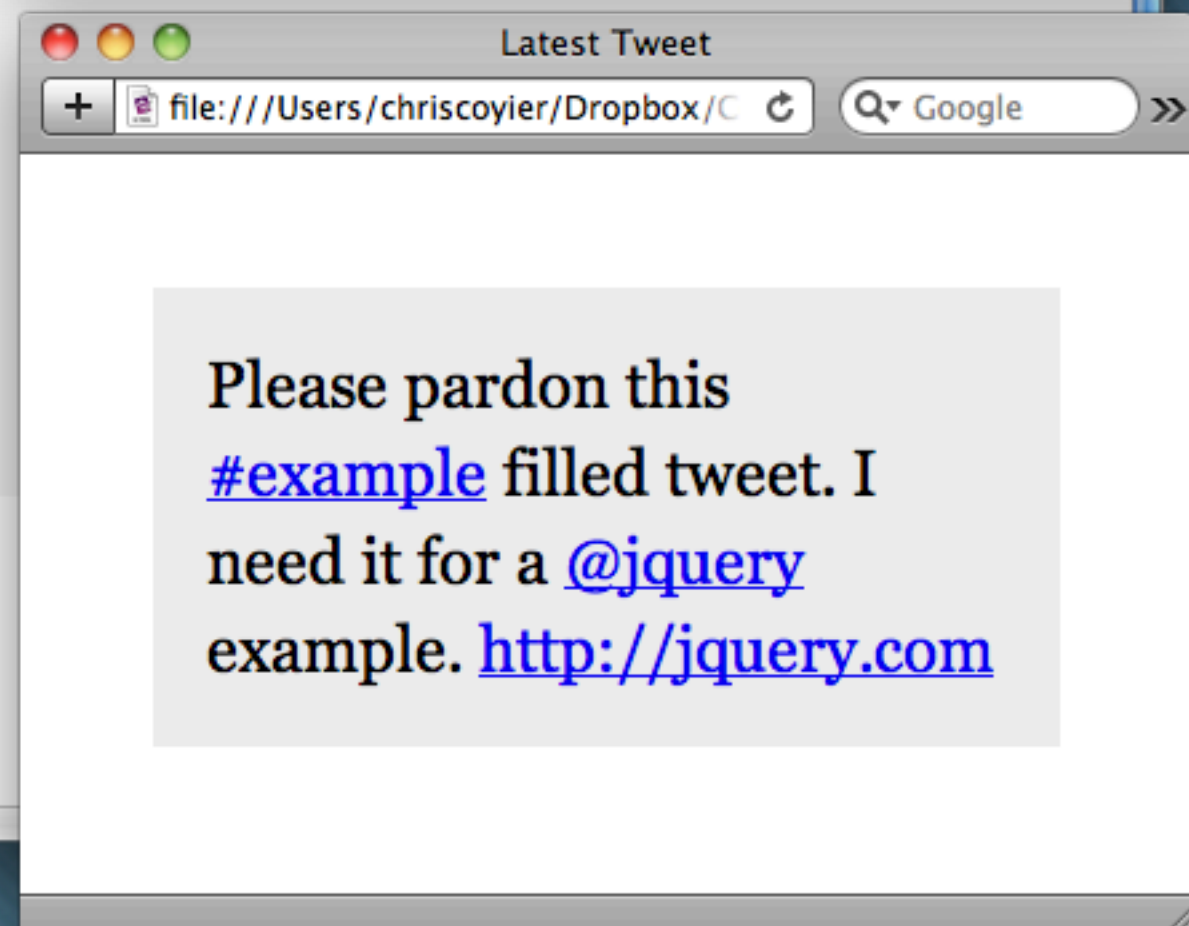 Latest Tweet
+ file:///Users/chriscoyier/Dropbox/C Google »
Please pardon this
#example filled tweet. I
need it for a @jquery
example. http://jquery.com